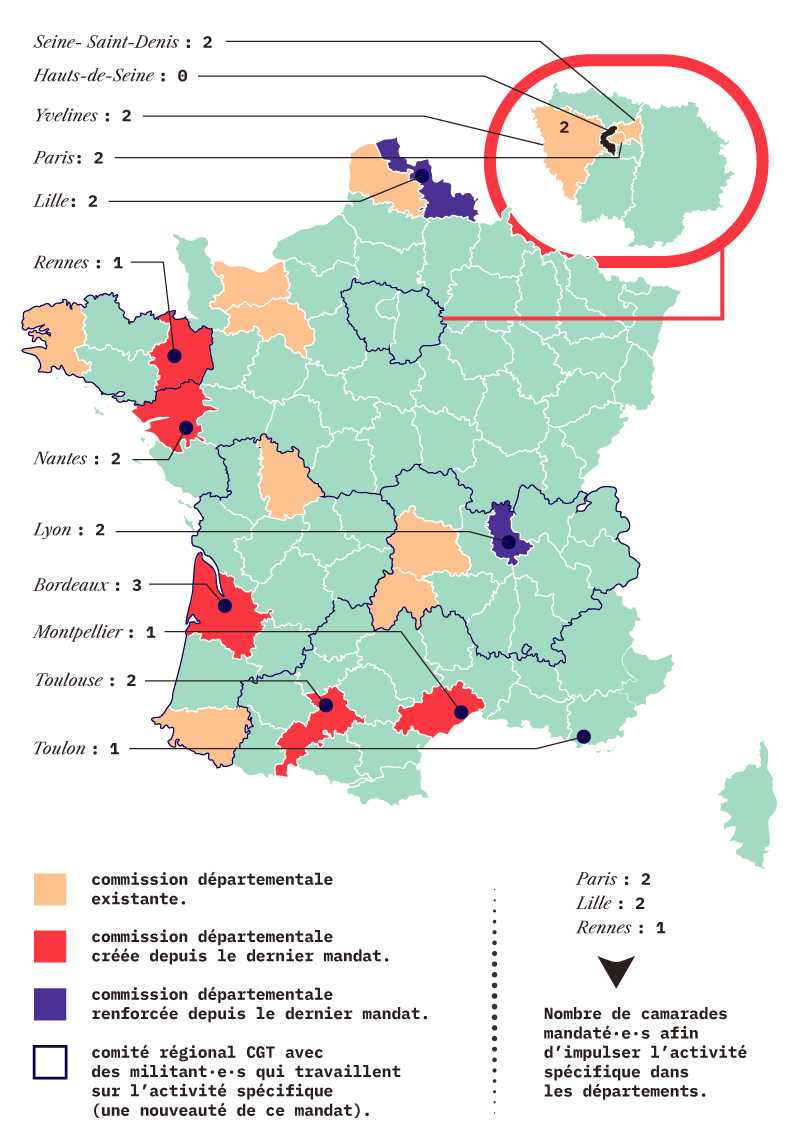 Seine- Saint-Denis : 2
Hauts-de-Seine : 0
Yvelines : 2
2
Paris: 2
Lille: 2
Rennes : 1
Nantes : 2
Lyon : 2
Bordeaux : 3
Montpellier : 1
Toulouse : 2
Toulon : 1
commission départementale
existante.
commission départementale
créée depuis le dernier mandat.
commission départementale
renforcée depuis le dernier mandat.
comité régional CGT avec
des militant·e·s qui travaillent
sur l’activité spécifique
(une nouveauté de ce mandat).
Paris : 2
Lille : 2
Rennes : 1
Nombre de camarades
mandaté·e·s afin
d’impulser l’activité
spécifique dans
les départements.